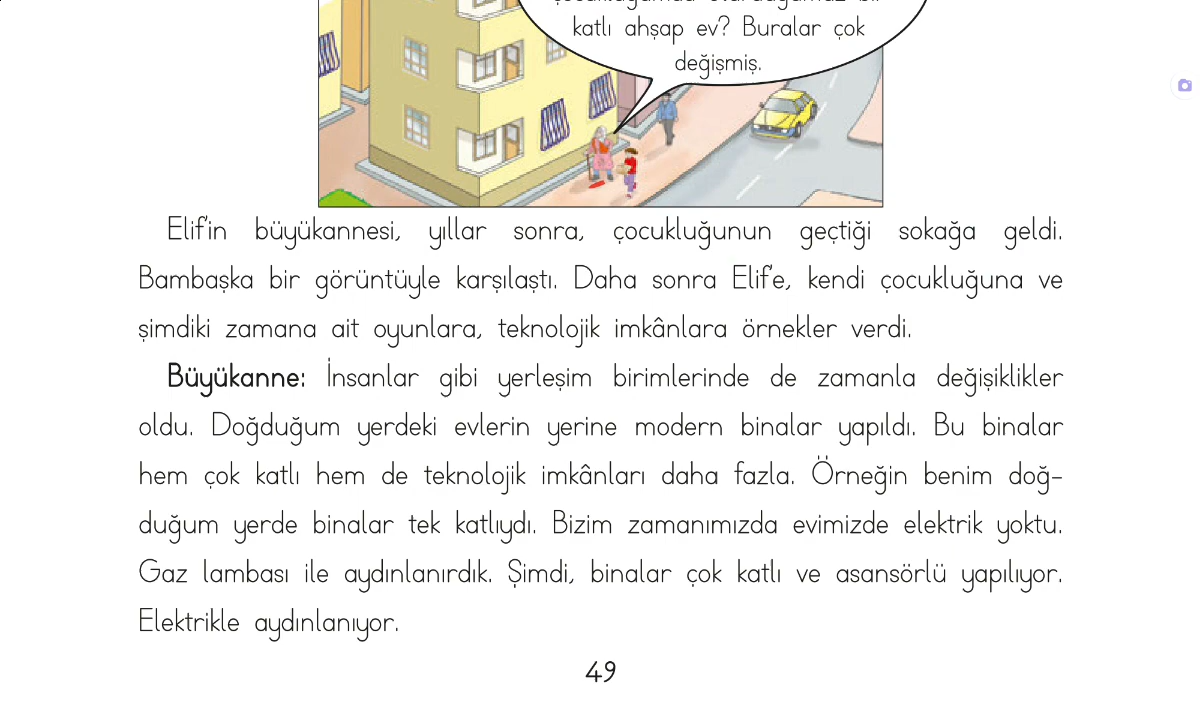 katlı ahşap ev? Buralar çok
değişmiş.
Elif'in büyükannesi, yıllar sonra, çocukluğunun geçtiği sokağa geldi.
Bambaşka bir görüntüyle karşılaştı. Daha sonra Elif'e, kendi çocukluğuna ve
şimdiki zamana ait oyunlara, teknolojik imkânlara örnekler verdi.
Büyükanne: İnsanlar gibi yerleşim birimlerinde de zamanla değişiklikler
oldu. Doğduğum yerdeki evlerin yerine modern binalar yapıldı. Bu binalar
hem çok katlı hem de teknolojik imkânları daha fazla. Örneğin benim doğ-
duğum yerde binalar tek katlıydı. Bizim zamanımızda evimizde elektrik yoktu.
Gaz lambası ile aydınlanırdık. Şimdi, binalar çok katlı ve asansörlü yapılıyor.
Elektrikle aydınlanıyor.
49